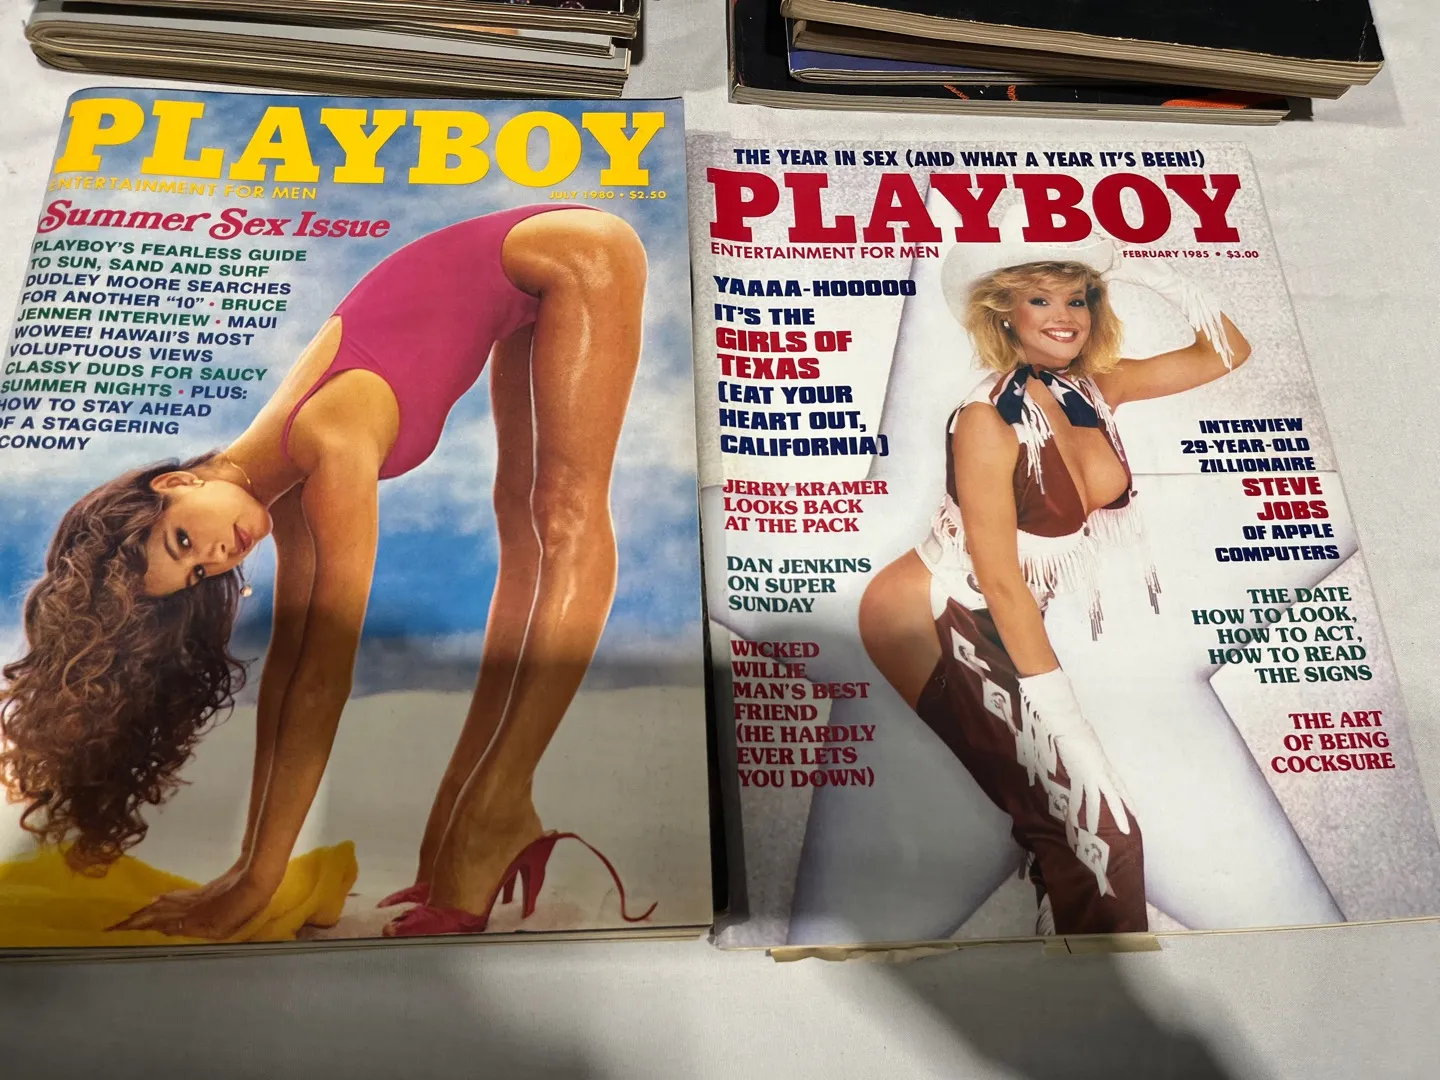 PLAYBOY
ENTERTAINMENT FOR MEN
JULY 1980 • $2.50
Summer Sex Issue
PLAYBOY'S FEARLESS GUIDE
TO SUN, SAND AND SURF
DUDLEY MOORE SEARCHES
FOR ANOTHER "10" • BRUCE
JENNER INTERVIEW • MAUI
WOWEE! HAWAII'S MOST
VOLUPTUOUS VIEWS
CLASSY DUDS FOR SAUCY
SUMMER NIGHTS • PLUS:
HOW TO STAY AHEAD
OF A STAGGERING
CONOMY
THE YEAR IN SEX (AND WHAT A YEAR IT'S BEEN!)
PLAYBOY
ENTERTAINMENT FOR MEN
FEBRUARY 1985 • $3.00
YAAAA-HOOOOO
IT'S THE
GIRLS OF
TEXAS
(EAT YOUR
HEART OUT,
CALIFORNIA)
JERRY KRAMER
LOOKS BACK
AT THE PACK
DAN JENKINS
ON SUPER
SUNDAY
WICKED
WILLIE
MAN'S BEST
FRIEND
(HE HARDLY
EVER LETS
YOU DOWN)
INTERVIEW
29-YEAR-OLD
ZILLIONAIRE
STEVE
JOBS
OF APPLE
COMPUTERS
THE DATE
HOW TO LOOK,
HOW TO ACT,
HOW TO READ
THE SIGNS
THE ART
OF BEING
COCKSURE